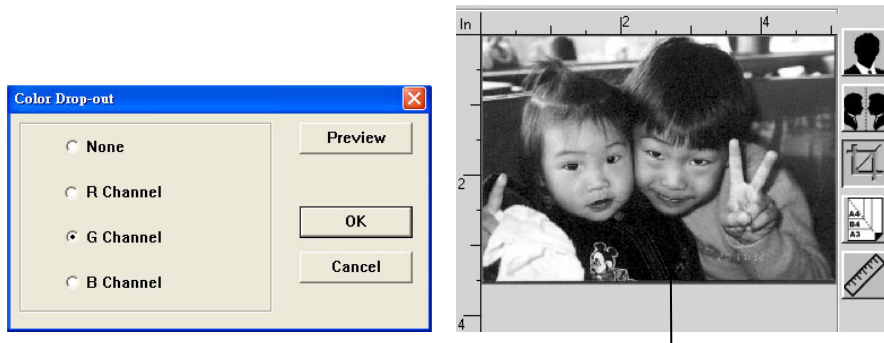 Color Drop-out
None
Preview
R Channel
G Channel
OK
B Channel
Cancel
In
2
4
2
4
A4
B4
A3